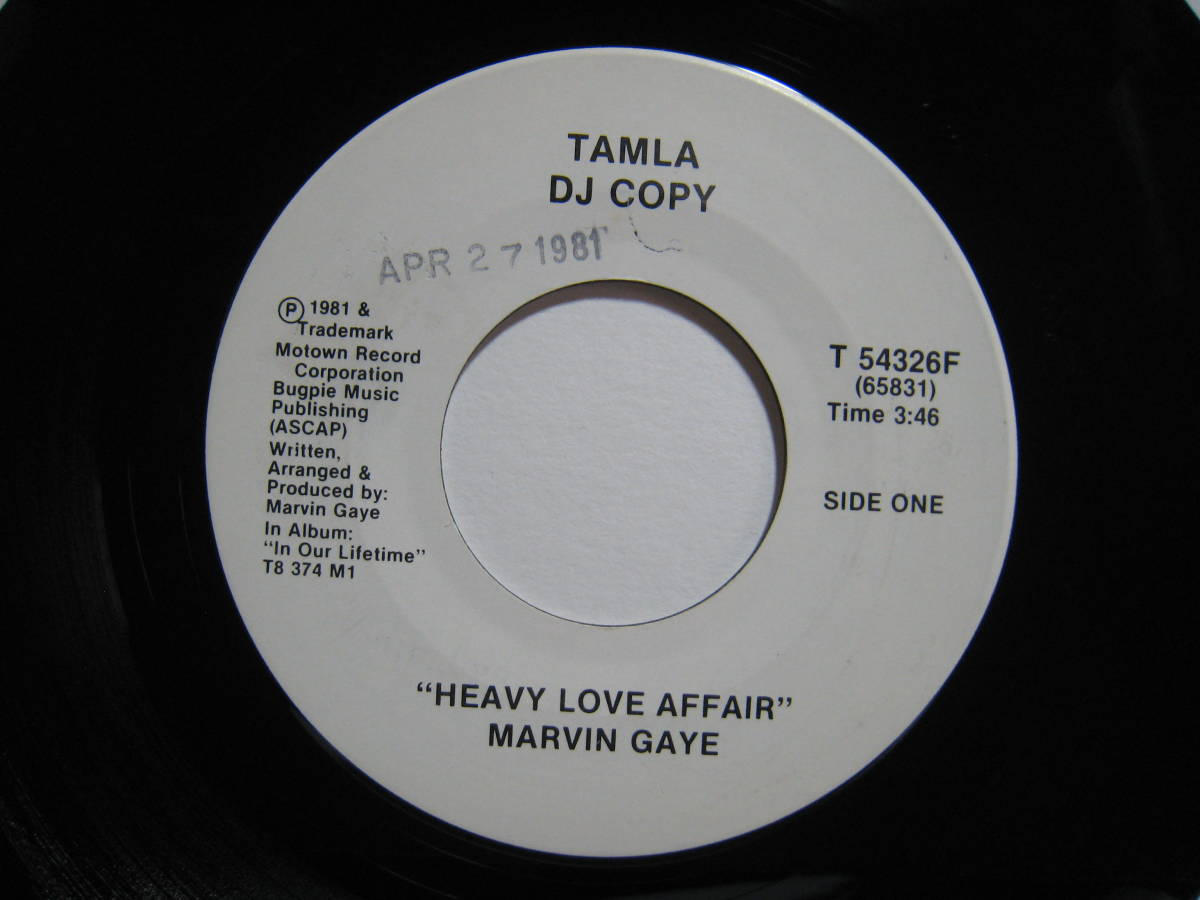 TAMLA
DJ COPY
APR 27 1981
Ⓟ 1981 &
Trademark
Motown Record
Corporation
Bugpie Music
Publishing
(ASCAP)
Written,
Arranged &
Produced by:
Marvin Gaye
In Album:
“In Our Lifetime”
T8 374 M1
T 54326F
(65831)
Time 3:46
SIDE ONE
“HEAVY LOVE AFFAIR”
MARVIN GAYE